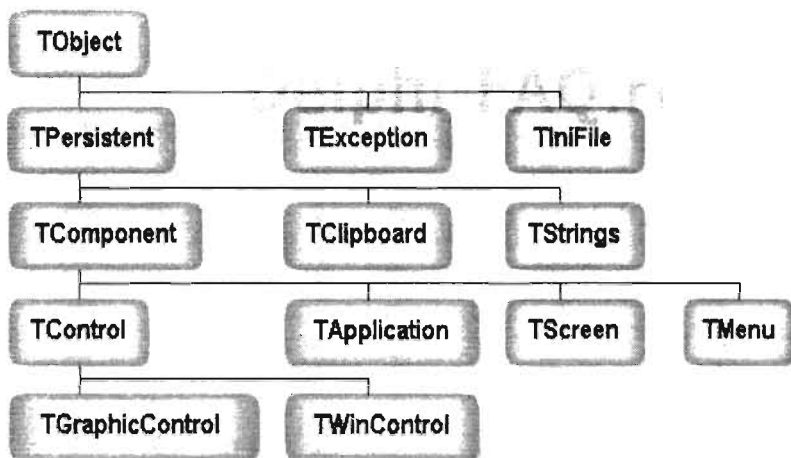 TObject
TPersistent TException TIniFile
TComponent TClipboard TStrings
TControl TApplication TScreen TMenu
TGraphicControl TWinControl